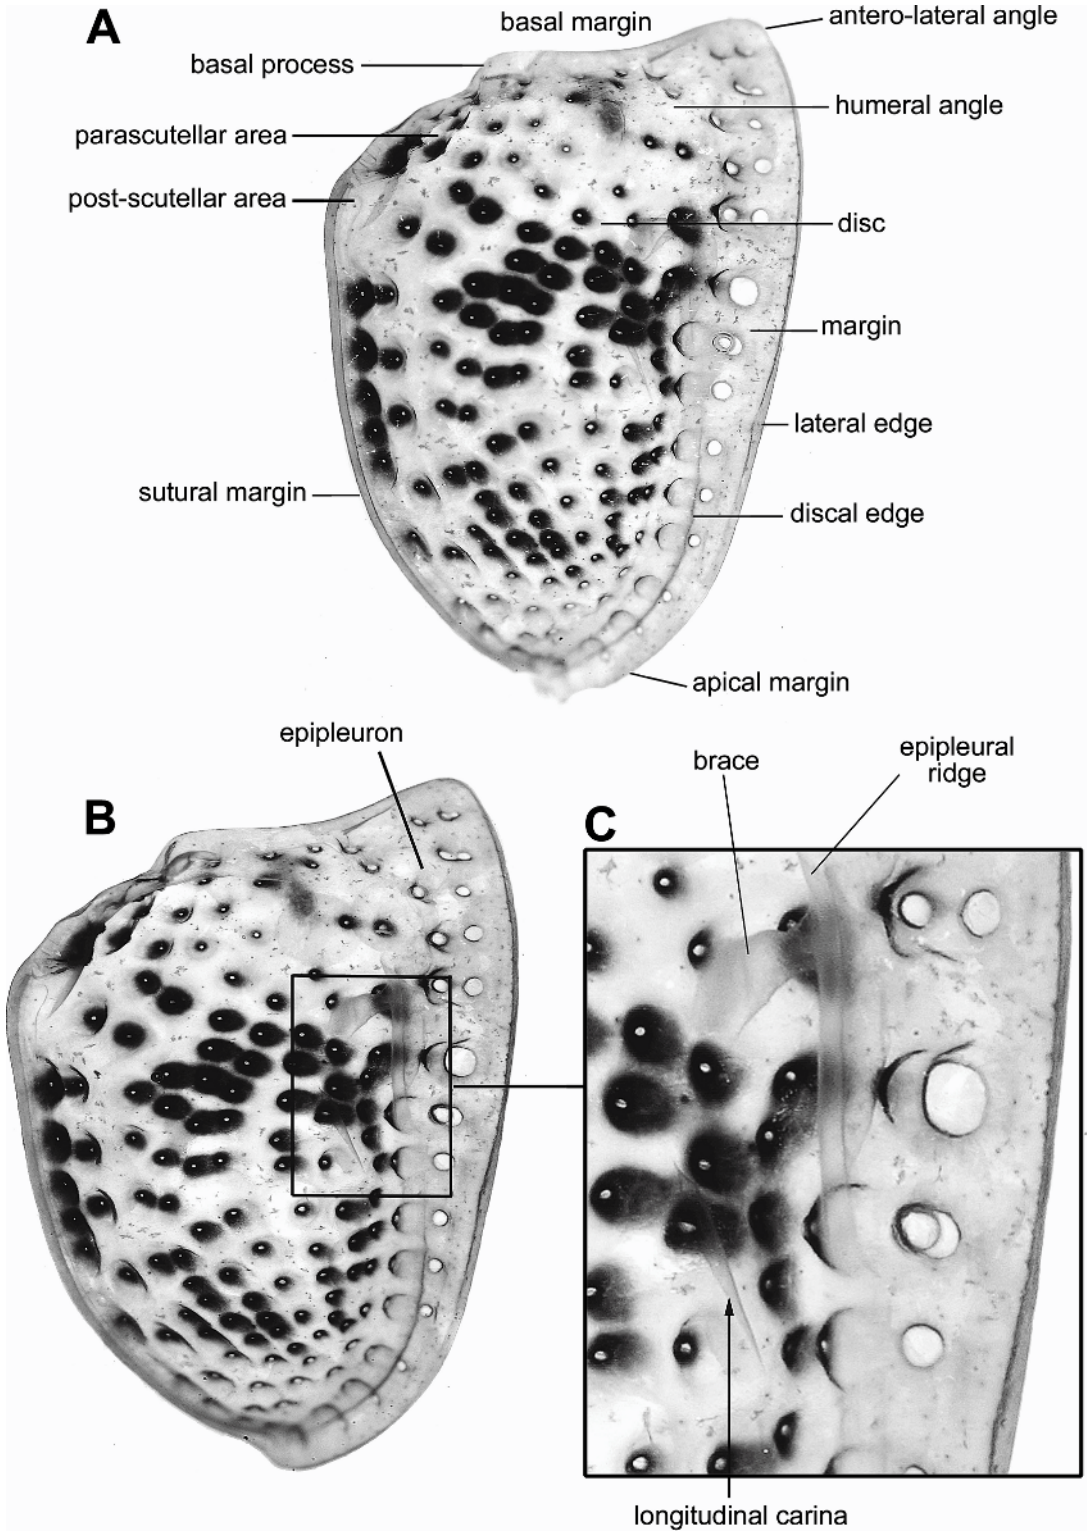 A
basal margin
antero-lateral angle
basal process
humeral angle
parascutellar area
post-scutellar area
disc
margin
lateral edge
sutural margin
discal edge
apical margin
epipleuron
brace
epipleural
ridge
B
C
longitudinal carina